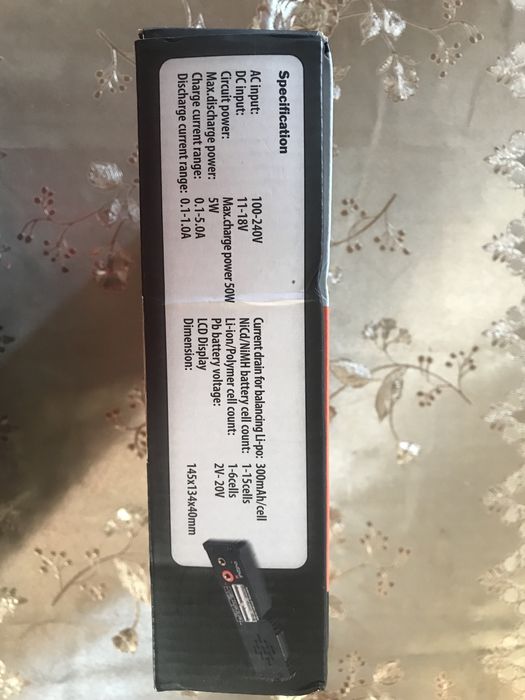 Specification
AC input: 100-240V
DC input: 11-18V
Circuit power: Max.charge power 50W
Max.discharge power: 5W
Charge current range: 0.1-5.0A
Discharge current range: 0.1-1.0A
Current drain for balancing Li-po: 300mAh/cell
NiCd/NiMH battery cell count: 1-15cells
Li-ion/Polymer cell count: 1-6cells
Pb battery voltage: 2V- 20V
LCD Display
Dimension: 145x134x40mm